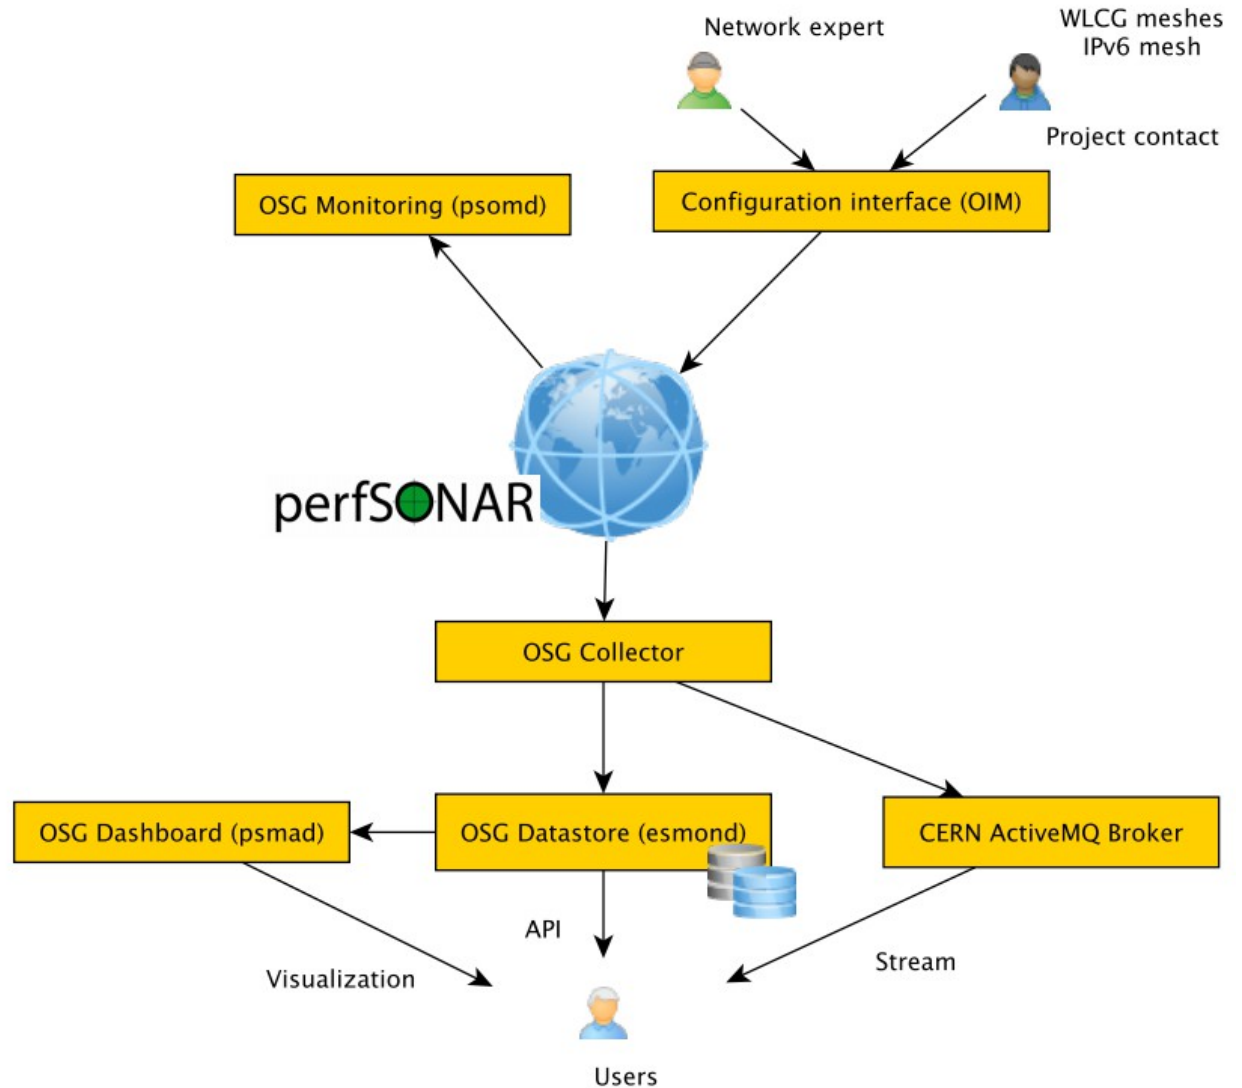 Network expert
WLCG meshes
IPv6 mesh
Project contact
OSG Monitoring (psomd)
Configuration interface (OIM)
perfSONAR
OSG Collector
OSG Dashboard (psmad)
OSG Datastore (esmond)
CERN ActiveMQ Broker
API
Visualization
Stream
Users